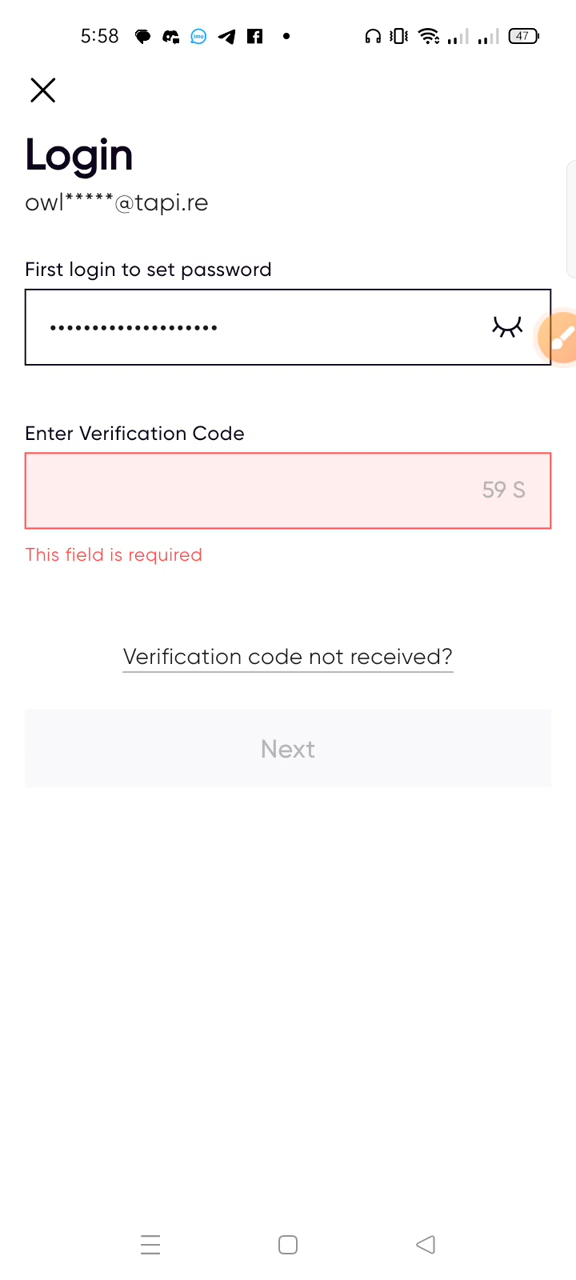 5:58
47
Login
owl*****@tapi.re
First login to set password
••••••••••••••••••••
Enter Verification Code
59 S
This field is required
Verification code not received?
Next